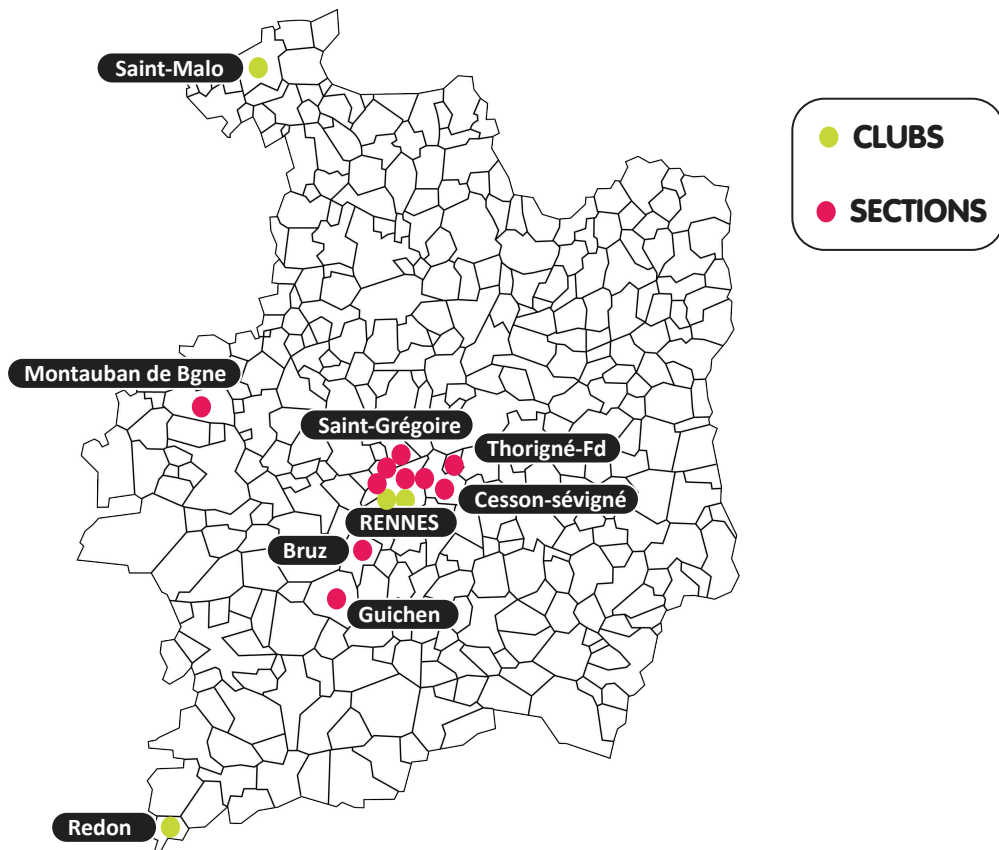 Saint-Malo
CLUBS
SECTIONS
Montauban de Bgne
Saint-Grégoire
Thorigné-Fd
Cesson-sévigné
RENNES
Bruz
Guichen
Redon